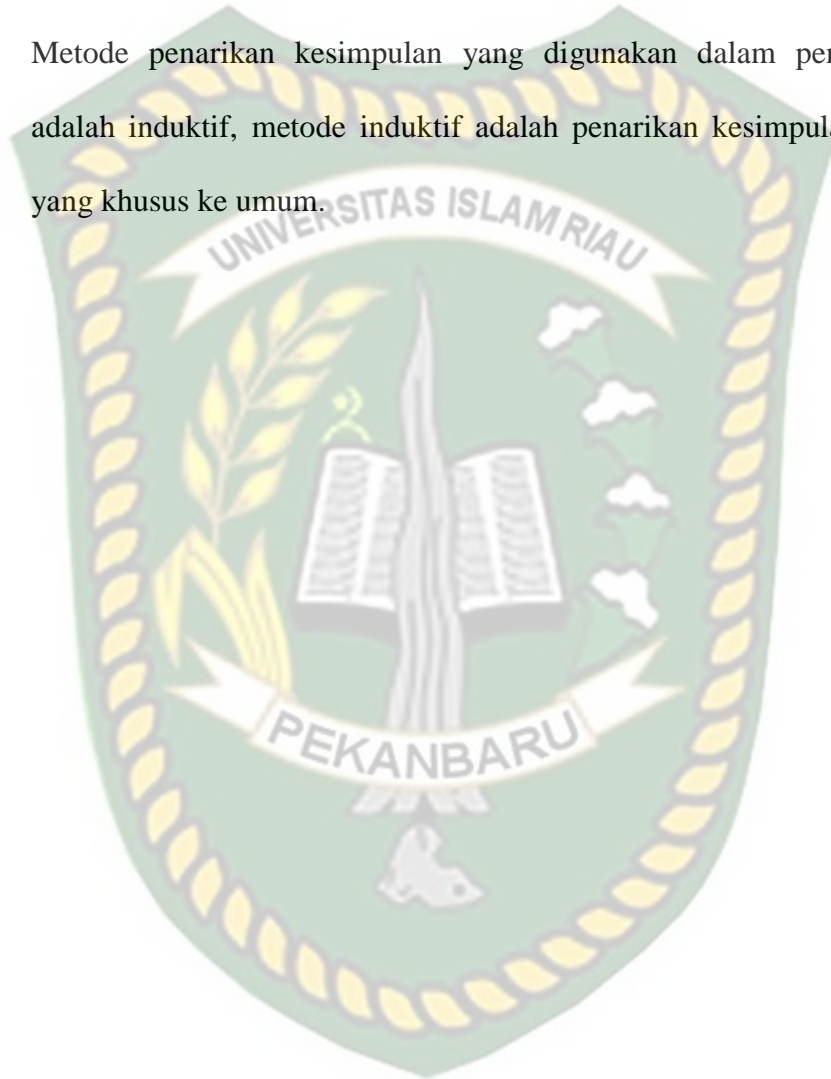 Metode penarikan kesimpulan yang digunakan dalam per
adalah induktif, metode induktif adalah penarikan kesimpula
yang khusus ke umum.
UNIVERSITAS ISLAM RIAU
PEKANBARU